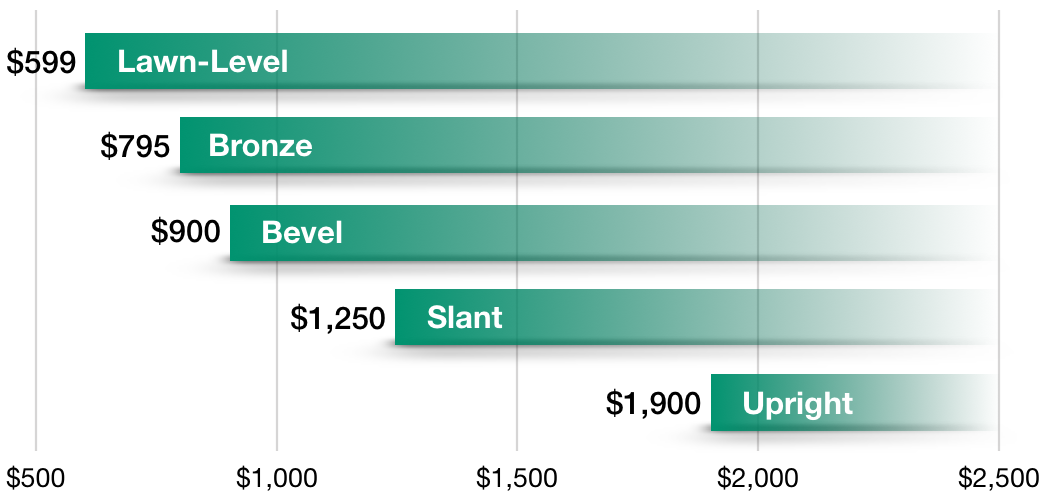 $599 Lawn-Level
$795 Bronze
$900 Bevel
$1,250 Slant
$1,900 Upright
$500 $1,000 $1,500 $2,000 $2,500